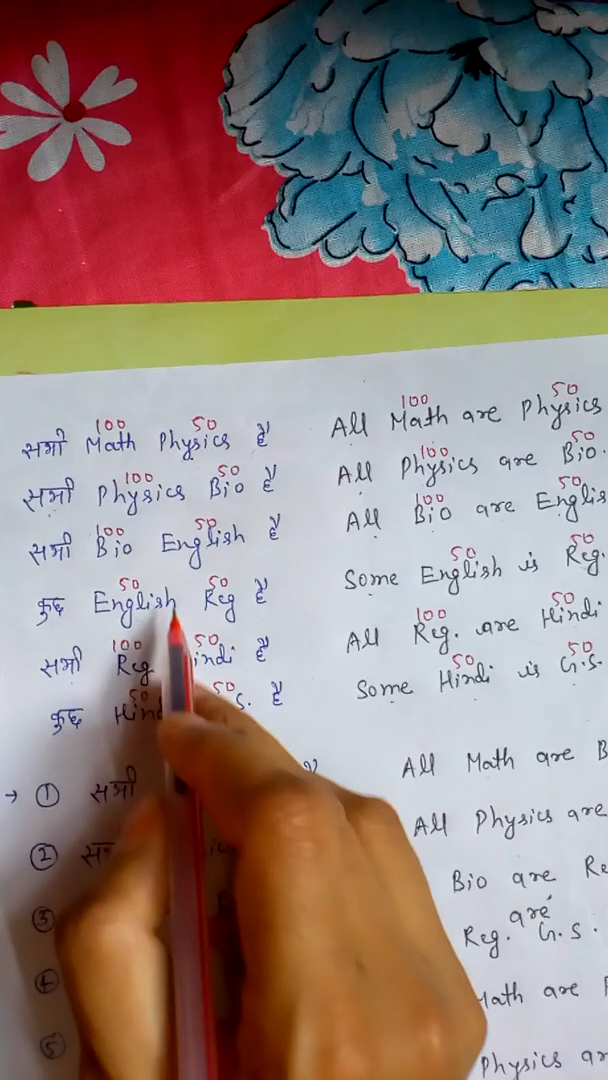 100 50
सभी Math Physics है
100 50
सभी Physics Bio है
100 50
सभी Bio English है
50 50
कुछ English Reg है
100 50
सभी Reg. indi है
50 50
कुछ Hind S. है
→ ① सभी
②
③
④
⑤
100 50
All Math are Physics
100 50
All Physics are Bio.
100 50
All Bio are Englis
50 50
Some English is Reg.
100 50
All Reg. are Hindi
50 50
Some Hindi is G.S.
All Math are B
All Physics are
Bio are Re
Reg. are G.S.
Math are
Physics ar